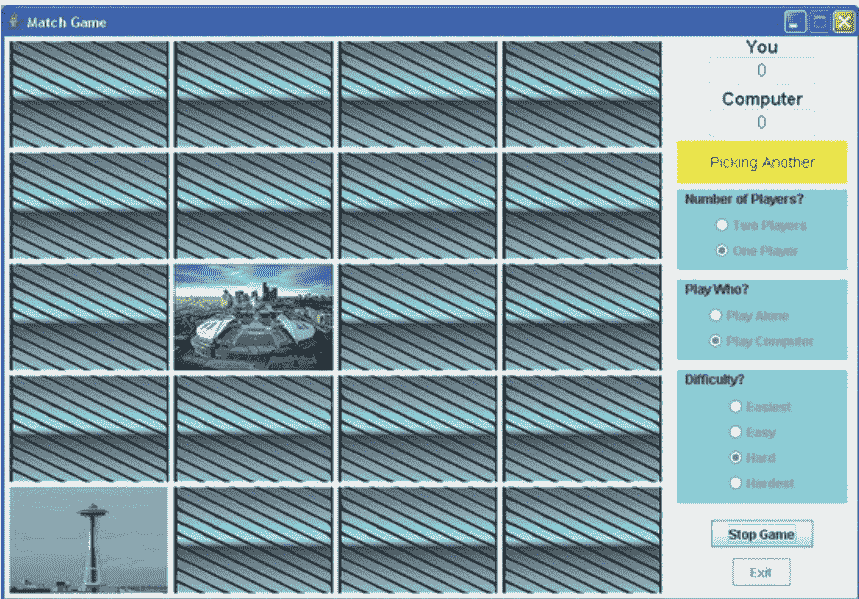 Match Game
You
0
Computer
0
Picking Another
Number of Players?
Two Players
One Player
Play Who?
Play Alone
Play Computer
Difficulty?
Easiest
Easy
Hard
Hardest
Stop Game
Exit